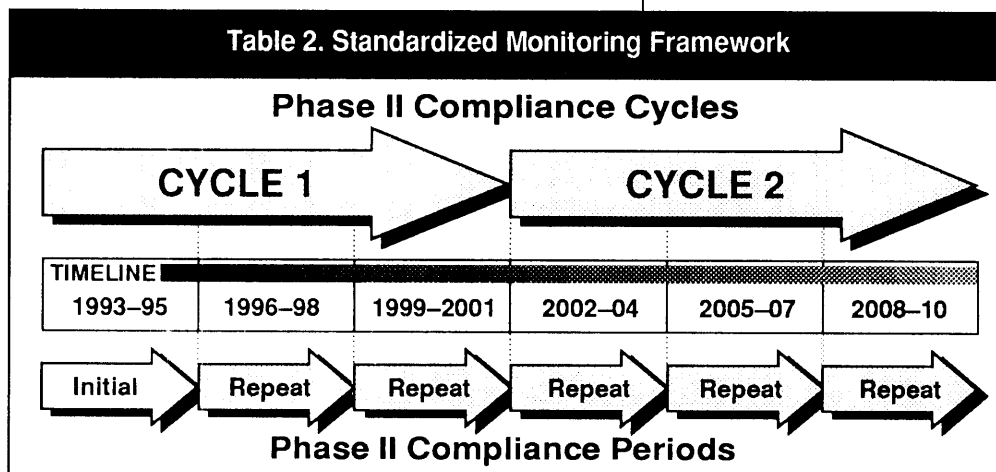 Table 2. Standardized Monitoring Framework
Phase II Compliance Cycles
CYCLE 1 CYCLE 2
TIMELINE
1993–95 1996–98 1999–2001 2002–04 2005–07 2008–10
Initial Repeat Repeat Repeat Repeat Repeat
Phase II Compliance Periods